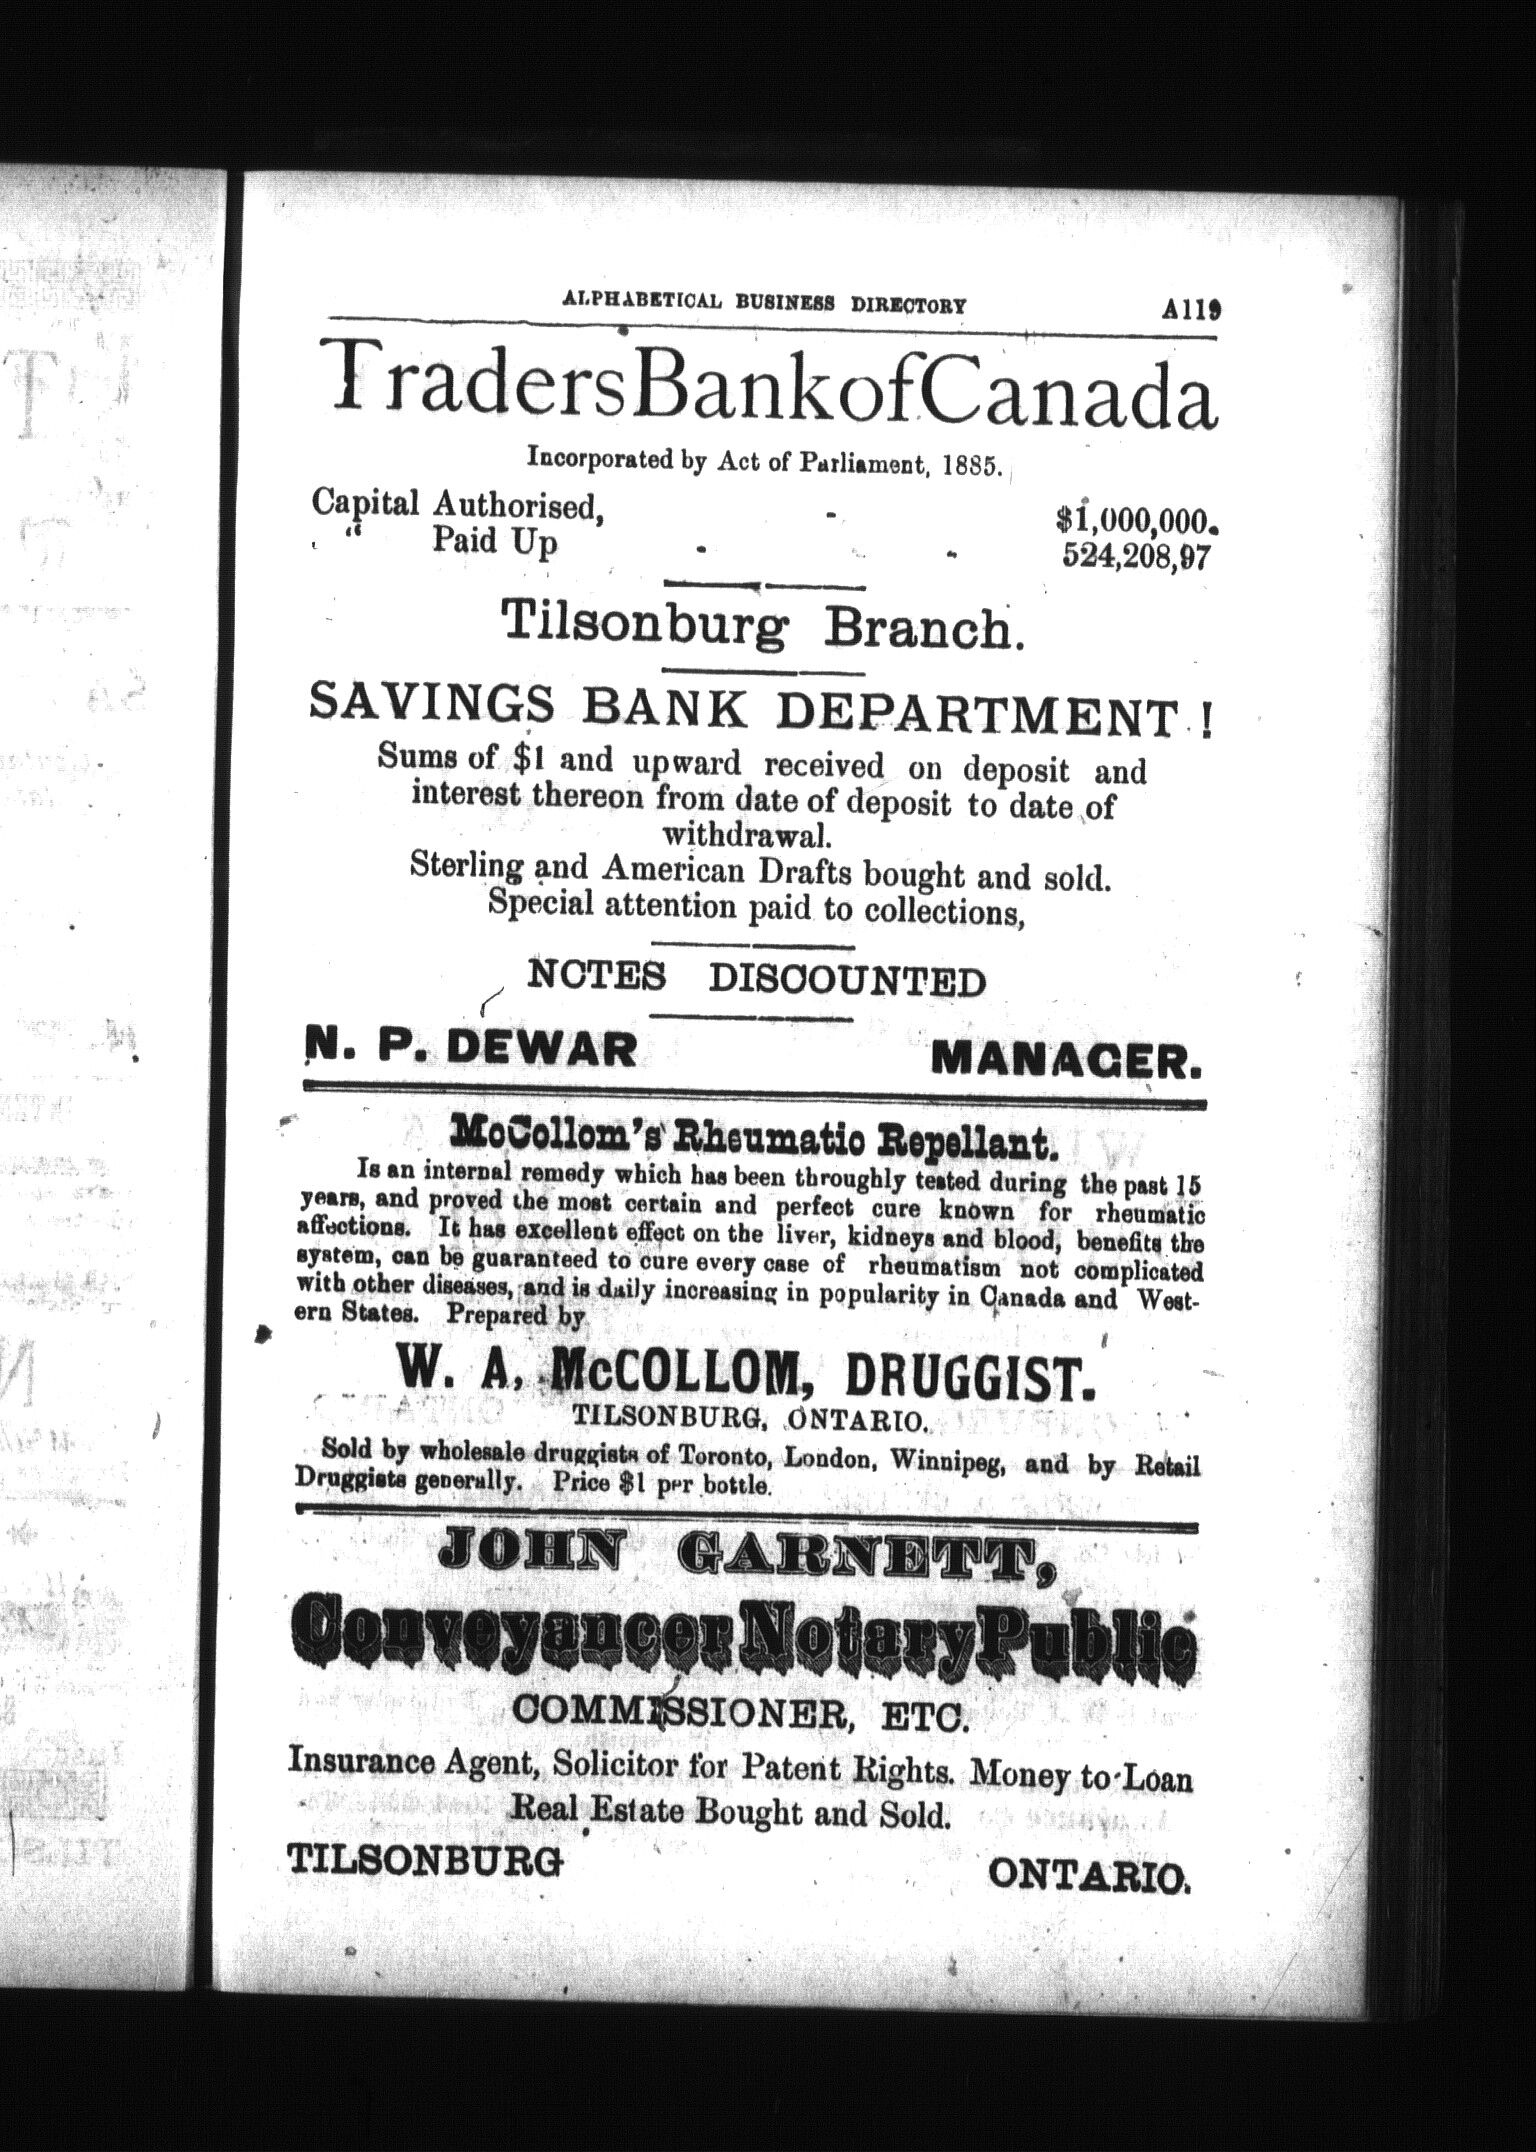 ALPHABETICAL BUSINESS DIRECTORY A119
Traders Bank of Canada
Incorporated by Act of Parliament, 1885.
Capital Authorised, - $1,000,000.
“ Paid Up - - 524,208,97
Tilsonburg Branch.
SAVINGS BANK DEPARTMENT !
Sums of $1 and upward received on deposit and
interest thereon from date of deposit to date of
withdrawal.
Sterling and American Drafts bought and sold.
Special attention paid to collections,
NOTES DISCOUNTED
N. P. DEWAR MANAGER.
McCollom's Rheumatic Repellant.
Is an internal remedy which has been throughly tested during the past 15
years, and proved the most certain and perfect cure known for rheumatic
affections. It has excellent effect on the liver, kidneys and blood, benefits the
system, can be guaranteed to cure every case of rheumatism not complicated
with other diseases, and is daily increasing in popularity in Canada and West-
ern States. Prepared by
W. A, McCOLLOM, DRUGGIST.
TILSONBURG, ONTARIO.
Sold by wholesale druggists of Toronto, London, Winnipeg, and by Retail
Druggists generally. Price $1 per bottle.
JOHN GARNETT,
Conveyancer Notary Public
COMMISSIONER, ETC.
Insurance Agent, Solicitor for Patent Rights. Money to Loan
Real Estate Bought and Sold.
TILSONBURG ONTARIO.